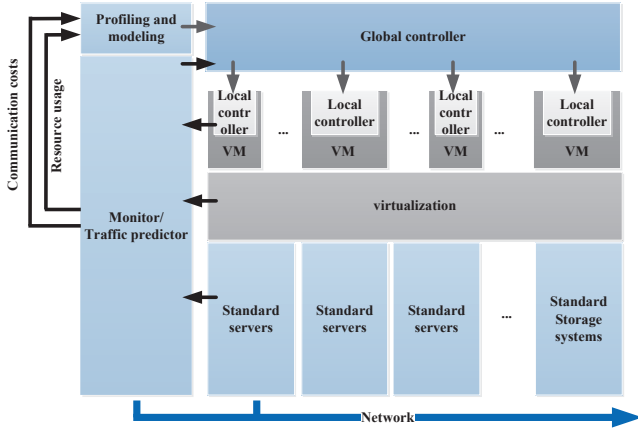 Profiling and
modeling
Global controller
Communication costs
Resource usage
Local
contr
oller
VM
...
Local
controller
VM
...
Local
contr
oller
VM
...
Local
controller
VM
virtualization
Monitor/
Traffic predictor
Standard
servers
Standard
servers
Standard
servers
...
Standard
Storage
systems
Network